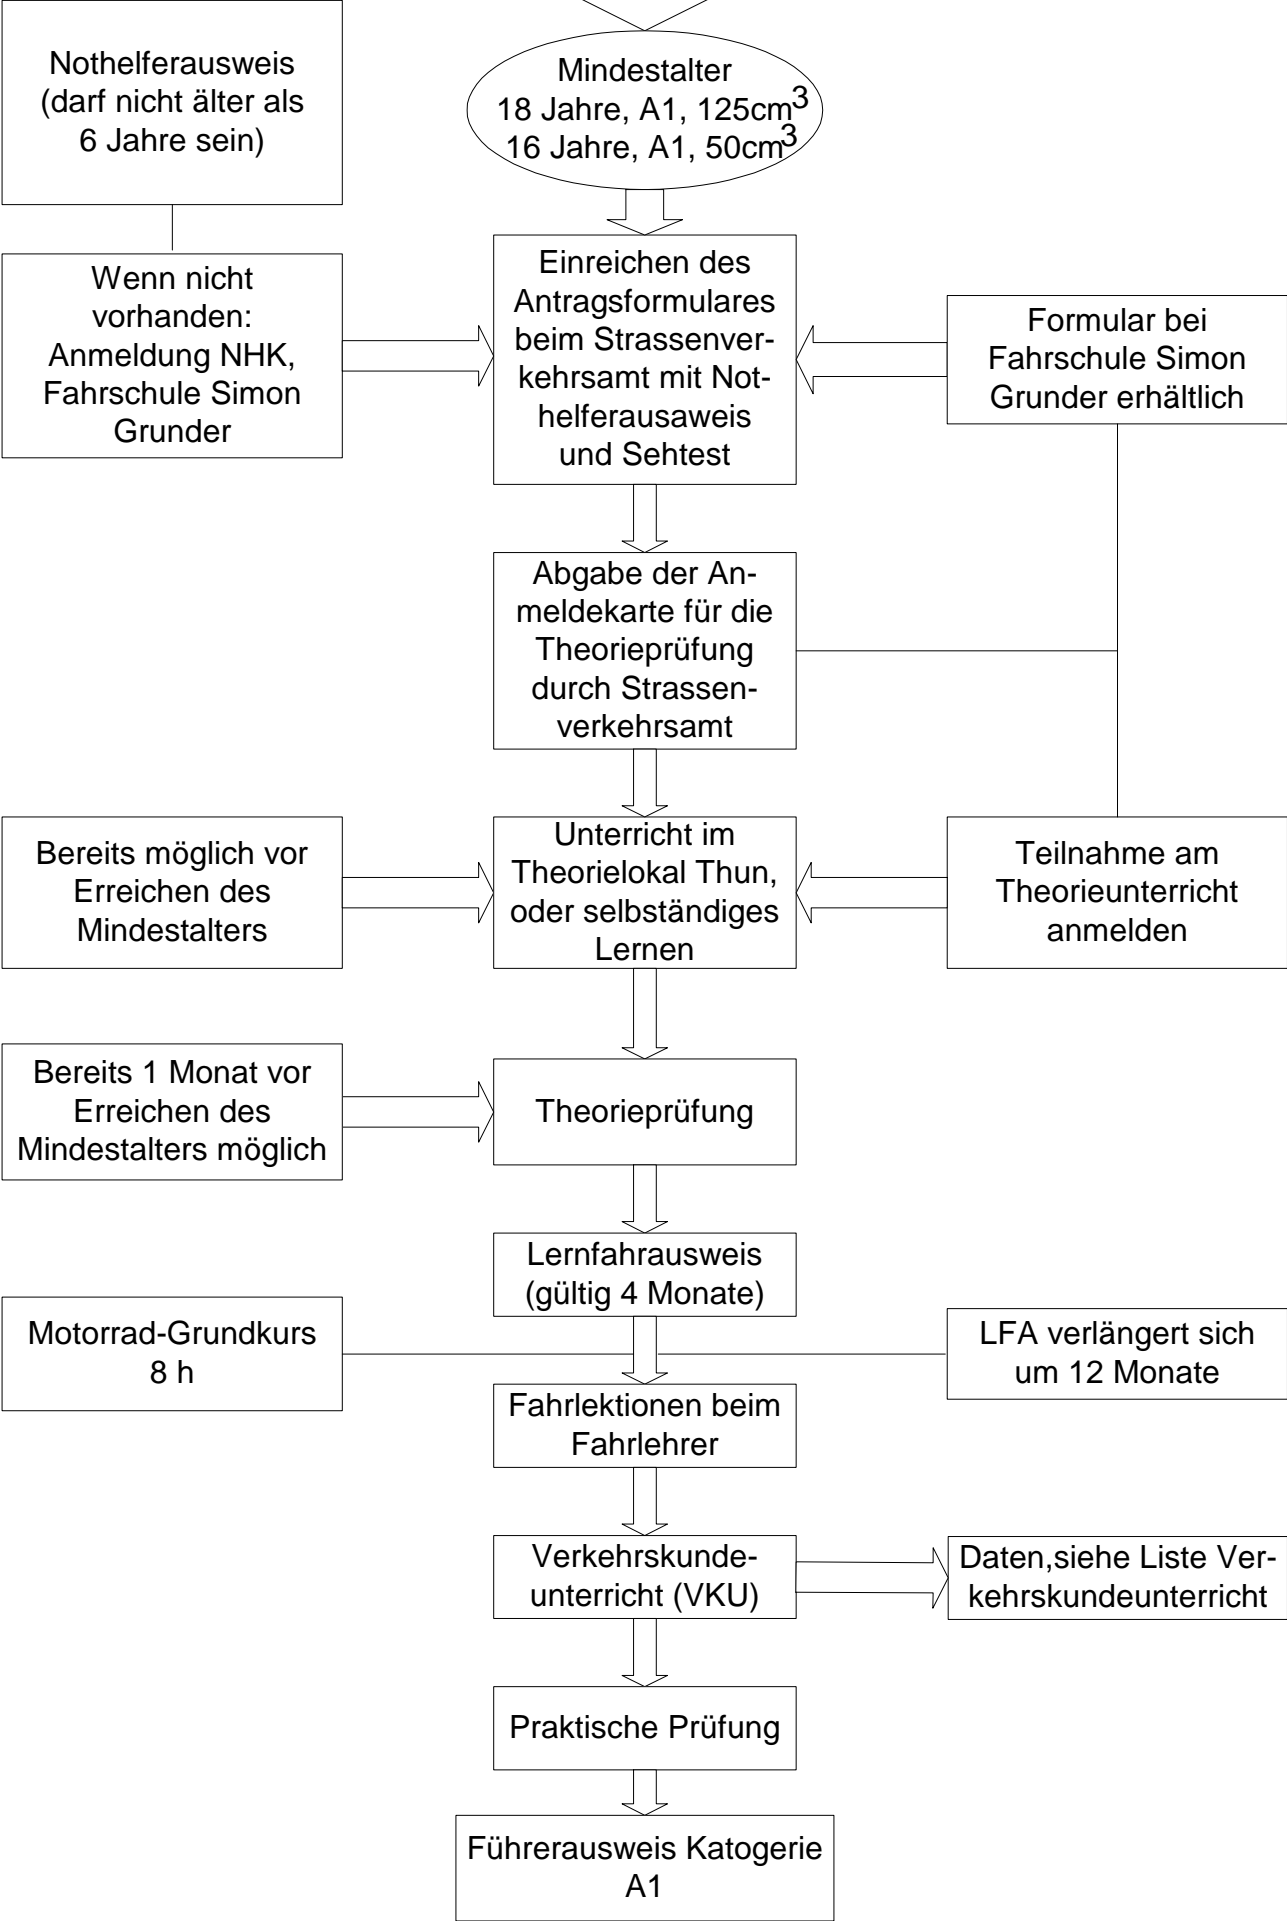 Nothelferausweis
(darf nicht älter als
6 Jahre sein)
Mindestalter
18 Jahre, A1, 125cm³
16 Jahre, A1, 50cm³
Wenn nicht
vorhanden:
Anmeldung NHK,
Fahrschule Simon
Grunder
Einreichen des
Antragsformulares
beim Strassenver-
kehrsamt mit Not-
helferausaweis
und Sehtest
Formular bei
Fahrschule Simon
Grunder erhältlich
Abgabe der An-
meldekarte für die
Theorieprüfung
durch Strassen-
verkehrsamt
Bereits möglich vor
Erreichen des
Mindestalters
Unterricht im
Theorielokal Thun,
oder selbständiges
Lernen
Teilnahme am
Theorieunterricht
anmelden
Bereits 1 Monat vor
Erreichen des
Mindestalters möglich
Theorieprüfung
Lernfahrausweis
(gültig 4 Monate)
Motorrad-Grundkurs
8 h
LFA verlängert sich
um 12 Monate
Fahrlektionen beim
Fahrlehrer
Verkehrskunde-
unterricht (VKU)
Daten,siehe Liste Ver-
kehrskundeunterricht
Praktische Prüfung
Führerausweis Katogerie
A1